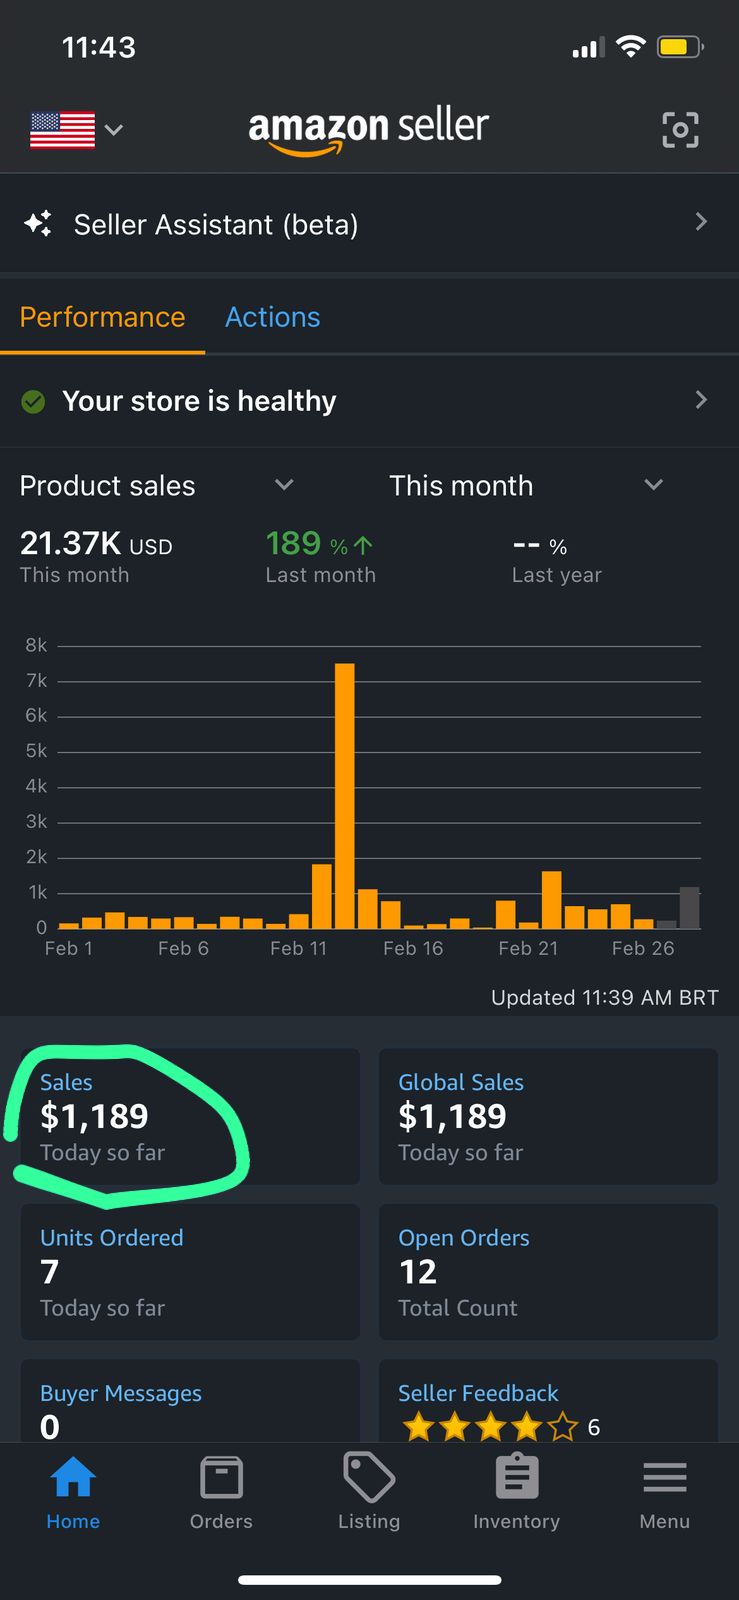 11:43
amazon seller
Seller Assistant (beta)
Performance Actions
Your store is healthy
Product sales This month
21.37K USD 189 % ↑ -- %
This month Last month Last year
8k
7k
6k
5k
4k
3k
2k
1k
0
Feb 1 Feb 6 Feb 11 Feb 16 Feb 21 Feb 26
Updated 11:39 AM BRT
Sales
$1,189
Today so far
Global Sales
$1,189
Today so far
Units Ordered
7
Today so far
Open Orders
12
Total Count
Buyer Messages
0
Seller Feedback
6
Home Orders Listing Inventory Menu